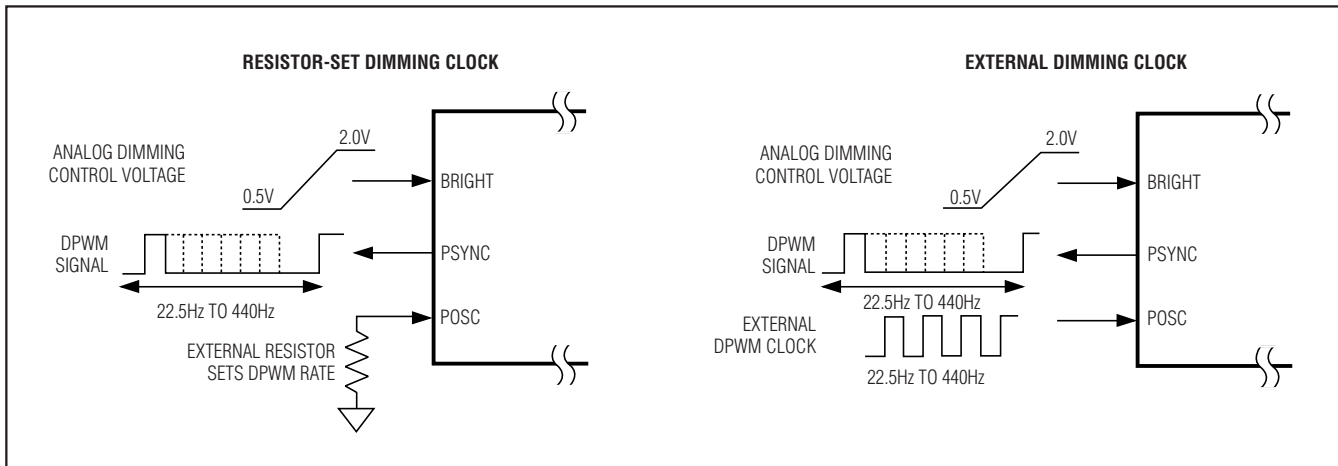 RESISTOR-SET DIMMING CLOCK
ANALOG DIMMING
CONTROL VOLTAGE
2.0V
0.5V
BRIGHT
DPWM
SIGNAL
PSYNC
22.5Hz TO 440Hz
POSC
EXTERNAL RESISTOR
SETS DPWM RATE
EXTERNAL DIMMING CLOCK
ANALOG DIMMING
CONTROL VOLTAGE
2.0V
0.5V
BRIGHT
DPWM
SIGNAL
PSYNC
22.5Hz TO 440Hz
EXTERNAL
DPWM CLOCK
POSC
22.5Hz TO 440Hz